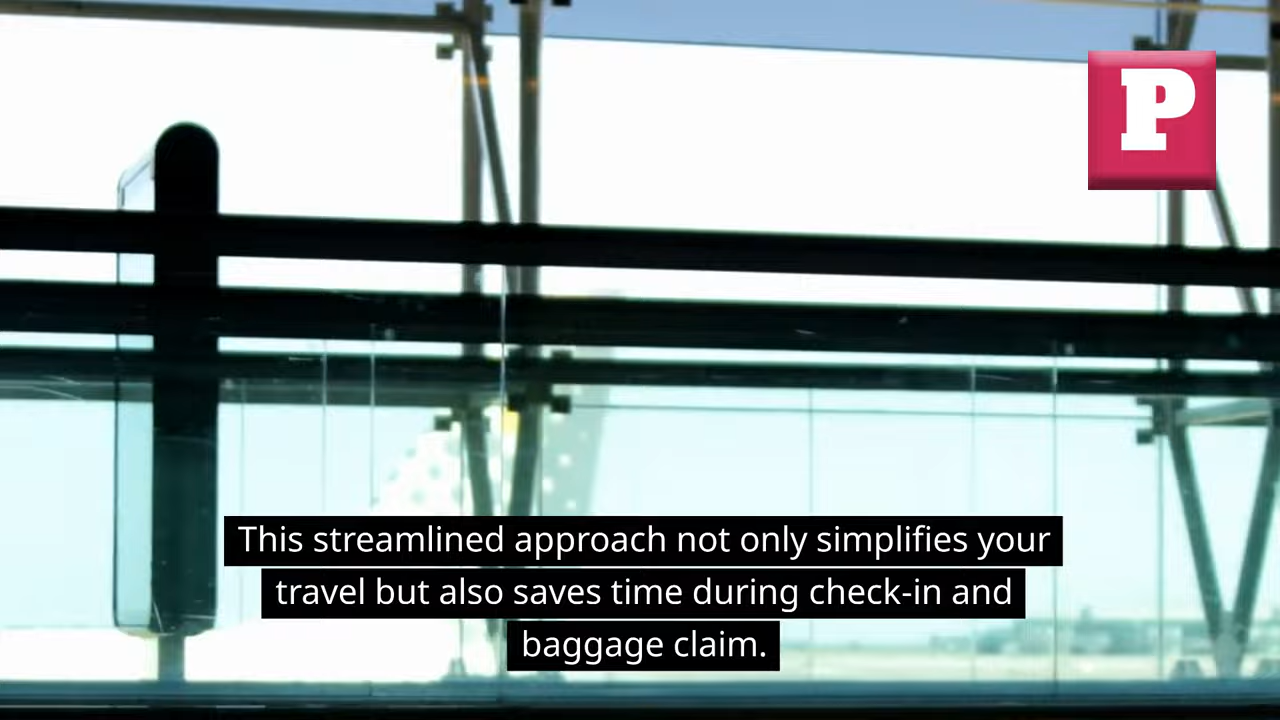 P
This streamlined approach not only simplifies your
travel but also saves time during check-in and
baggage claim.